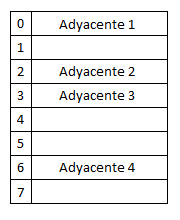 0 Adyacente 1
1
2 Adyacente 2
3 Adyacente 3
4
5
6 Adyacente 4
7